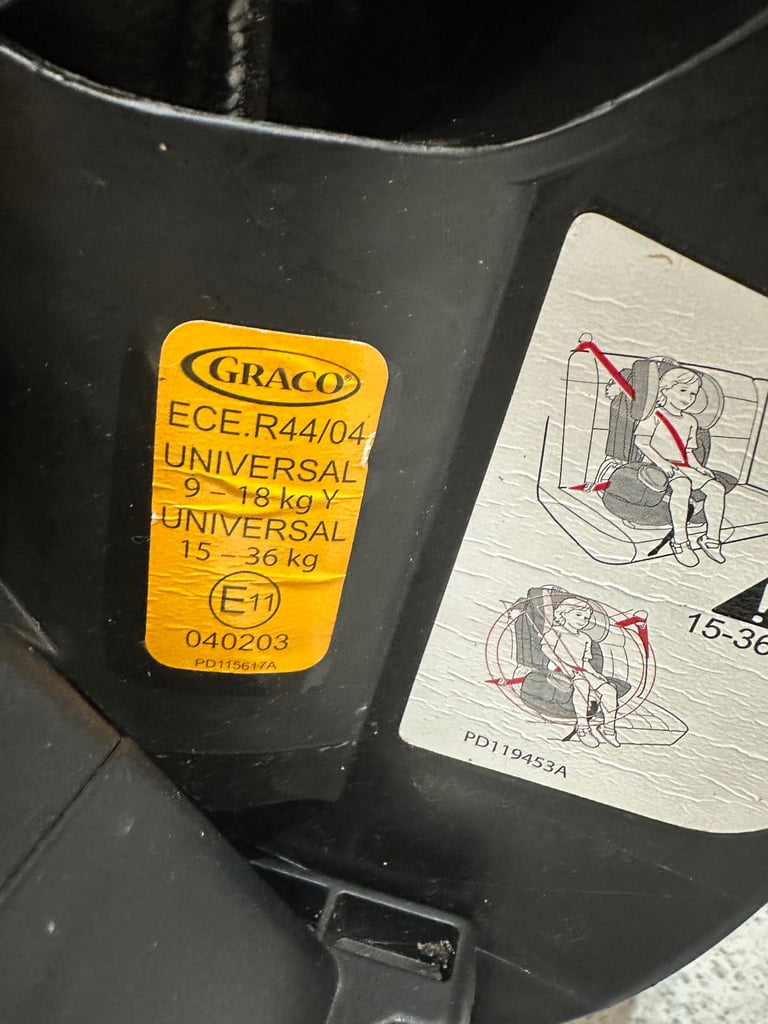 GRACO
ECE.R44/04
UNIVERSAL
9 – 18 kg Y
UNIVERSAL
15 – 36 kg
E11
040203
PD115617A
15-36
PD119453A